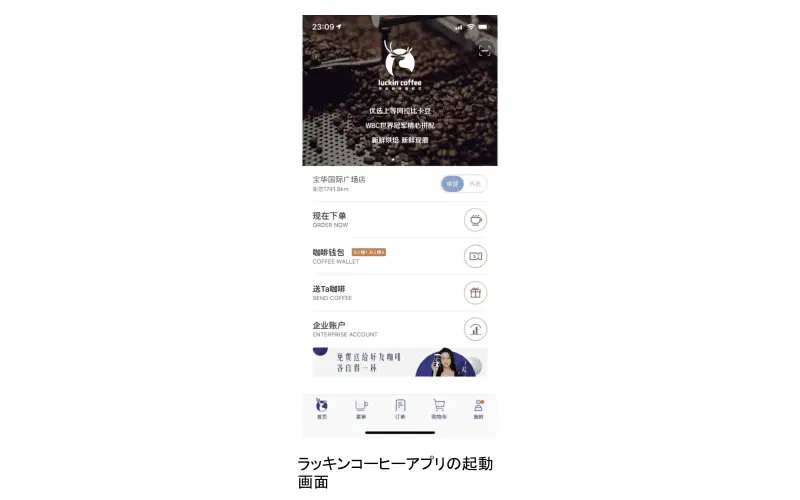 23:09
luckin coffee
优选上等阿拉比卡豆
WBC世界冠军精心拼配
新鲜烘焙 新鲜现磨
宝华国际广场店
距您1741.9km
自提
外送
现在下单
ORDER NOW
咖啡钱包
COFFEE WALLET
送Ta咖啡
SEND COFFEE
企业账户
ENTERPRISE ACCOUNT
免费送给好友咖啡
各自得一杯
首页
菜单
订单
购物车
我的
ラッキンコーヒーアプリの起動
画面